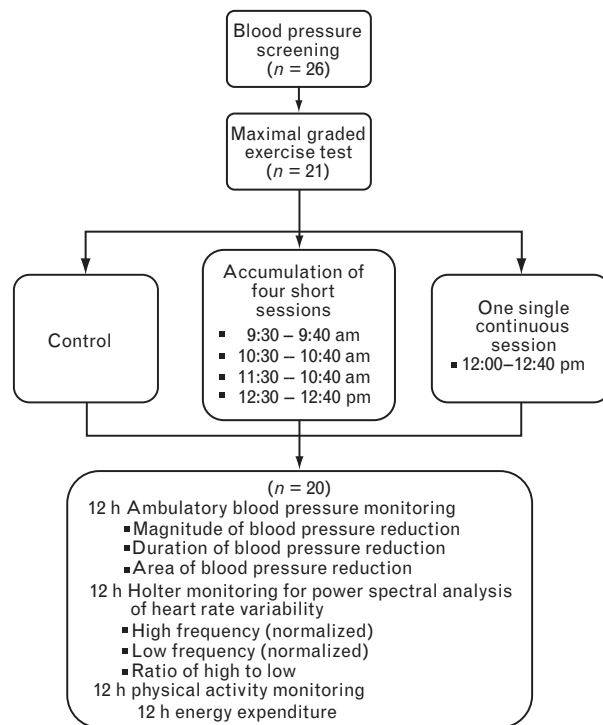 Blood pressure
screening
(n = 26)
Maximal graded
exercise test
(n = 21)
Control
Accumulation of
four short
sessions
▪ 9:30 – 9:40 am
▪ 10:30 – 10:40 am
▪ 11:30 – 10:40 am
▪ 12:30 – 12:40 pm
One single
continuous
session
▪ 12:00–12:40 pm
(n = 20)
12 h Ambulatory blood pressure monitoring
▪ Magnitude of blood pressure reduction
▪ Duration of blood pressure reduction
▪ Area of blood pressure reduction
12 h Holter monitoring for power spectral analysis
of heart rate variability
▪ High frequency (normalized)
▪ Low frequency (normalized)
▪ Ratio of high to low
12 h physical activity monitoring
12 h energy expenditure